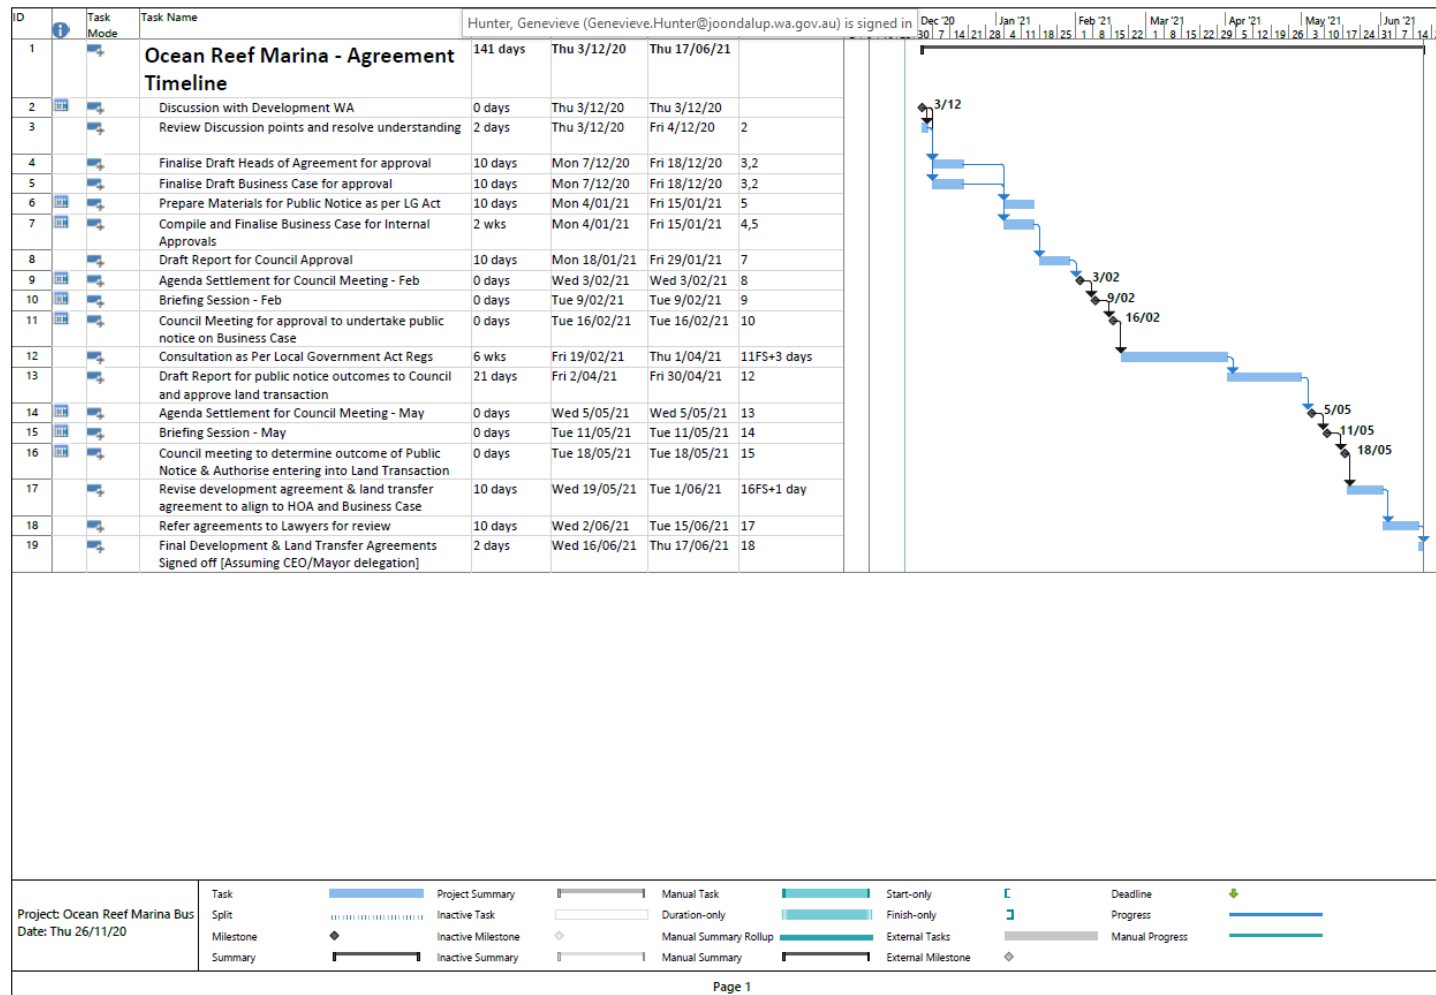 ID Task Mode Task Name Dec '20 Jan '21 Feb '21 Mar '21 Apr '21 May '21 Jun '21
Hunter, Genevieve (Genevieve.Hunter@joondalup.wa.gov.au) is signed in
30 7 14 21 28 4 11 18 25 1 8 15 22 1 8 15 22 29 5 12 19 26 3 10 17 24 31 7 14
1 Ocean Reef Marina - Agreement 141 days Thu 3/12/20 Thu 17/06/21
Timeline
2 Discussion with Development WA 0 days Thu 3/12/20 Thu 3/12/20 3/12
3 Review Discussion points and resolve understanding 2 days Thu 3/12/20 Fri 4/12/20 2
4 Finalise Draft Heads of Agreement for approval 10 days Mon 7/12/20 Fri 18/12/20 3,2
5 Finalise Draft Business Case for approval 10 days Mon 7/12/20 Fri 18/12/20 3,2
6 Prepare Materials for Public Notice as per LG Act 10 days Mon 4/01/21 Fri 15/01/21 5
7 Compile and Finalise Business Case for Internal 2 wks Mon 4/01/21 Fri 15/01/21 4,5
Approvals
8 Draft Report for Council Approval 10 days Mon 18/01/21 Fri 29/01/21 7
9 Agenda Settlement for Council Meeting - Feb 0 days Wed 3/02/21 Wed 3/02/21 8 3/02
10 Briefing Session - Feb 0 days Tue 9/02/21 Tue 9/02/21 9 9/02
11 Council Meeting for approval to undertake public 0 days Tue 16/02/21 Tue 16/02/21 10 16/02
notice on Business Case
12 Consultation as Per Local Government Act Regs 6 wks Fri 19/02/21 Thu 1/04/21 11FS+3 days
13 Draft Report for public notice outcomes to Council 21 days Fri 2/04/21 Fri 30/04/21 12
and approve land transaction
14 Agenda Settlement for Council Meeting - May 0 days Wed 5/05/21 Wed 5/05/21 13 5/05
15 Briefing Session - May 0 days Tue 11/05/21 Tue 11/05/21 14 11/05
16 Council meeting to determine outcome of Public 0 days Tue 18/05/21 Tue 18/05/21 15 18/05
Notice & Authorise entering into Land Transaction
17 Revise development agreement & land transfer 10 days Wed 19/05/21 Tue 1/06/21 16FS+1 day
agreement to align to HOA and Business Case
18 Refer agreements to Lawyers for review 10 days Wed 2/06/21 Tue 15/06/21 17
19 Final Development & Land Transfer Agreements 2 days Wed 16/06/21 Thu 17/06/21 18
Signed off [Assuming CEO/Mayor delegation]
Project: Ocean Reef Marina Bus
Date: Thu 26/11/20
Task Project Summary Manual Task Start-only Deadline
Split Inactive Task Duration-only Finish-only Progress
Milestone Inactive Milestone Manual Summary Rollup External Tasks Manual Progress
Summary Inactive Summary Manual Summary External Milestone
Page 1